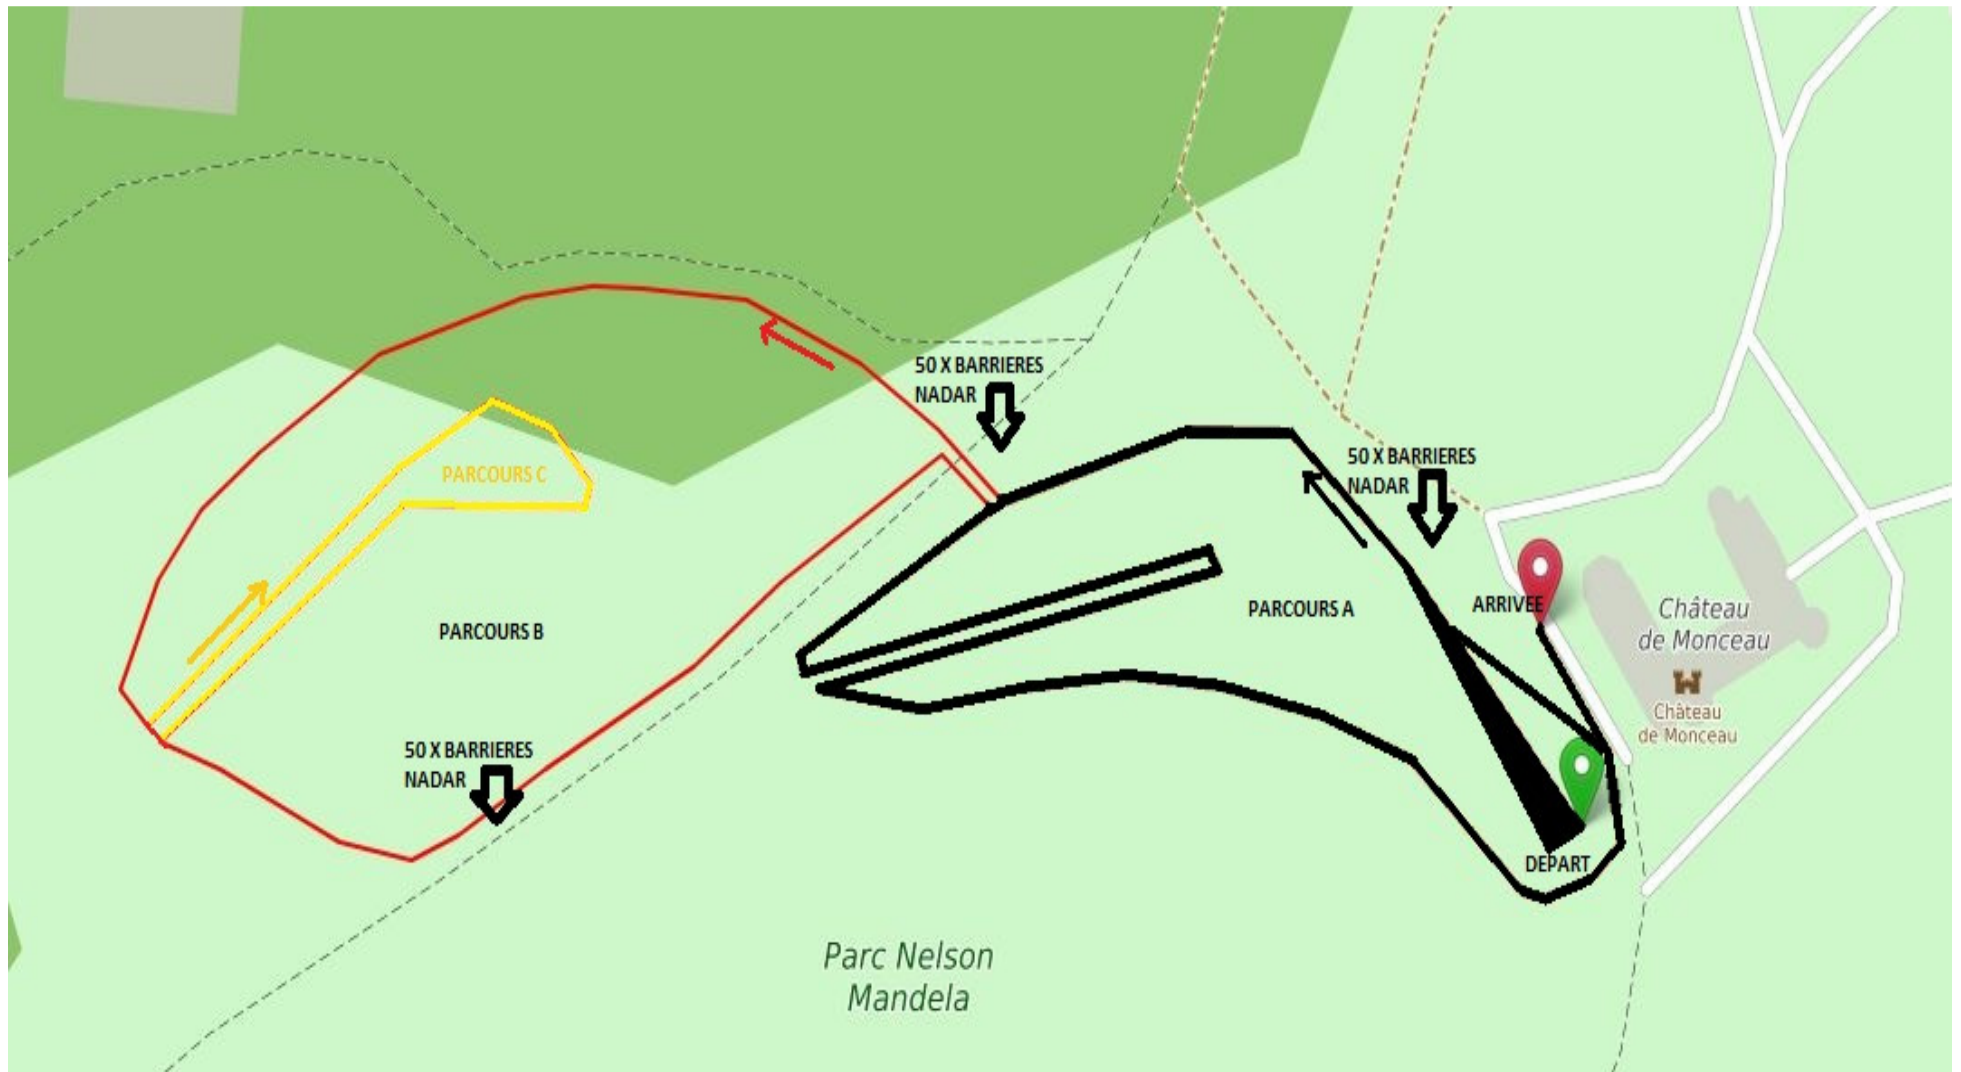 50 X BARRIERES
NADAR
50 X BARRIERES
NADAR
PARCOURS C
ARRIVEE
PARCOURS A
Château
de Monceau
PARCOURS B
Château
de Monceau
50 X BARRIERES
NADAR
DEPART
Parc Nelson
Mandela